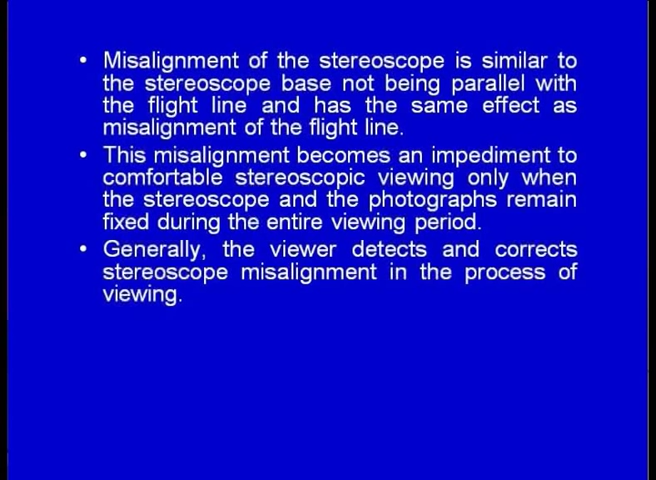 • Misalignment of the stereoscope is similar to
the stereoscope base not being parallel with
the flight line and has the same effect as
misalignment of the flight line.
• This misalignment becomes an impediment to
comfortable stereoscopic viewing only when
the stereoscope and the photographs remain
fixed during the entire viewing period.
• Generally, the viewer detects and corrects
stereoscope misalignment in the process of
viewing.